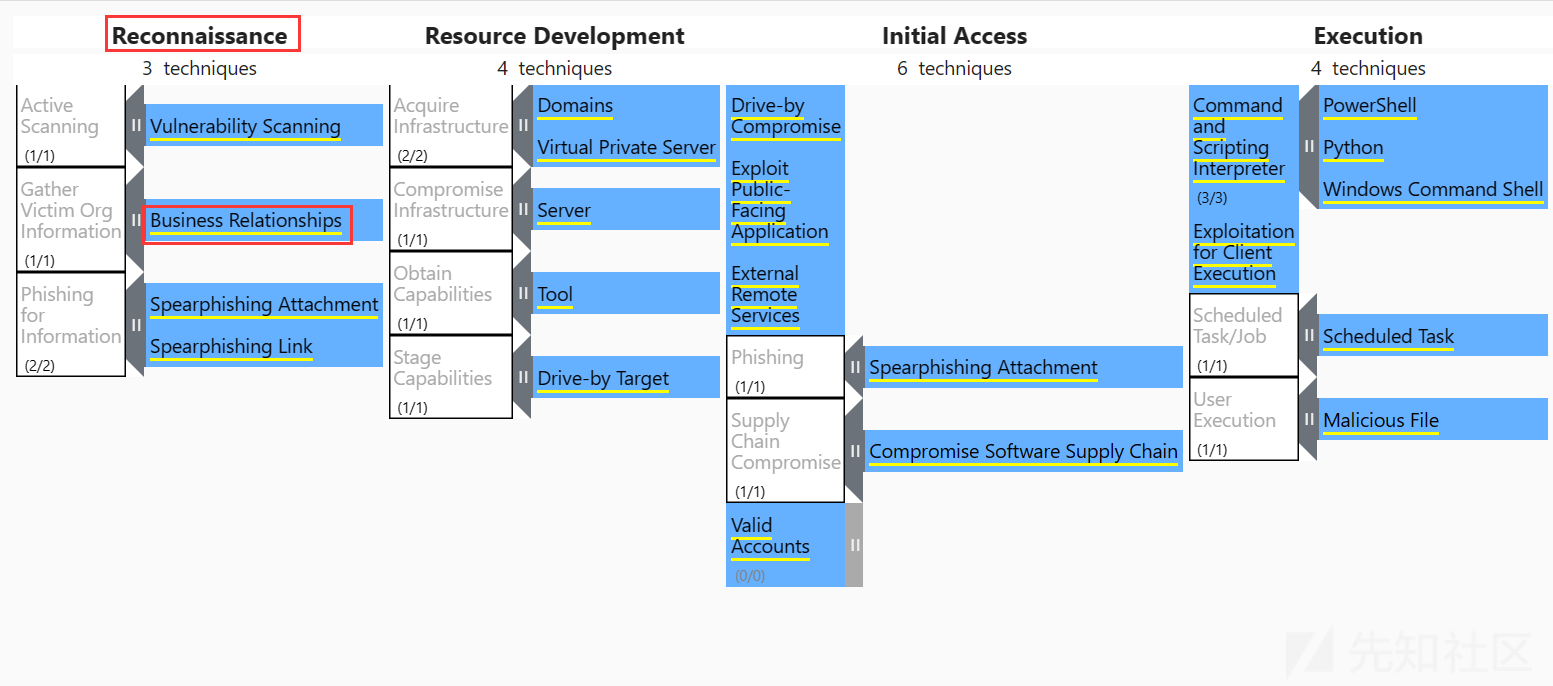 Reconnaissance
3 techniques
Active
Scanning
(1/1)
Vulnerability Scanning
Gather
Victim Org
Information
(1/1)
Business Relationships
Phishing
for
Information
(2/2)
Spearphishing Attachment
Spearphishing Link
Resource Development
4 techniques
Acquire
Infrastructure
(2/2)
Domains
Virtual Private Server
Compromise
Infrastructure
(1/1)
Server
Obtain
Capabilities
(1/1)
Tool
Stage
Capabilities
(1/1)
Drive-by Target
Initial Access
6 techniques
Drive-by
Compromise
Exploit
Public-
Facing
Application
External
Remote
Services
Phishing
(1/1)
Spearphishing Attachment
Supply
Chain
Compromise
(1/1)
Compromise Software Supply Chain
Valid
Accounts
(0/0)
Execution
4 techniques
Command
and
Scripting
Interpreter
(3/3)
PowerShell
Python
Windows Command Shell
Exploitation
for Client
Execution
Scheduled
Task/Job
(1/1)
Scheduled Task
User
Execution
(1/1)
Malicious File
先知社区